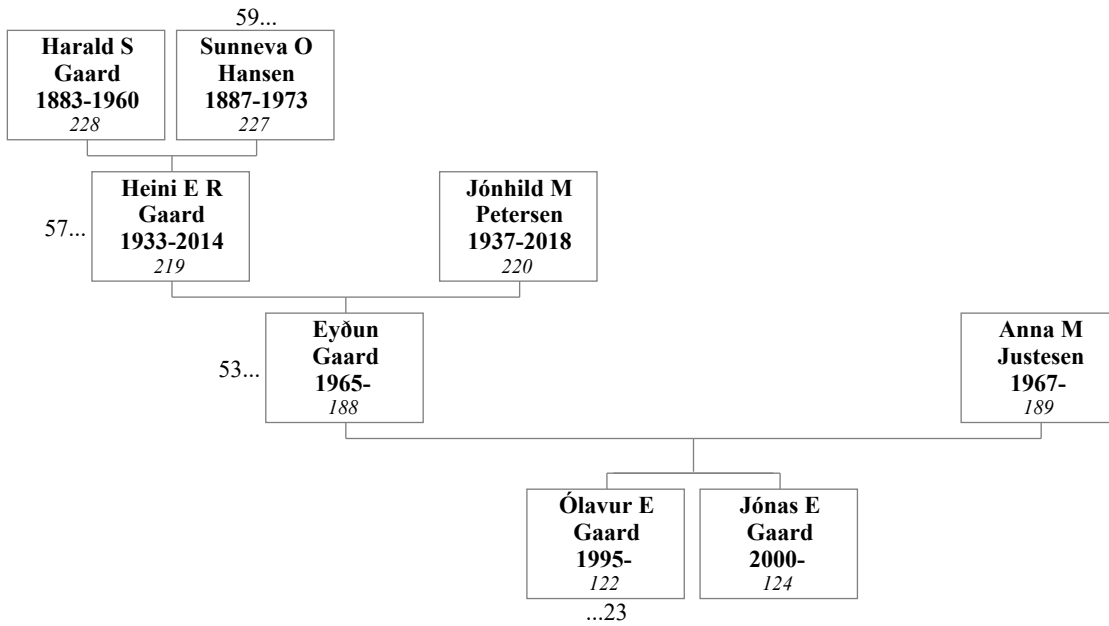 59...
Harald S
Gaard
1883-1960
228
Sunneva O
Hansen
1887-1973
227
57...
Heini E R
Gaard
1933-2014
219
Jónhild M
Petersen
1937-2018
220
53...
Eyðun
Gaard
1965-
188
Anna M
Justesen
1967-
189
Ólavur E
Gaard
1995-
122
Jónas E
Gaard
2000-
124
...23